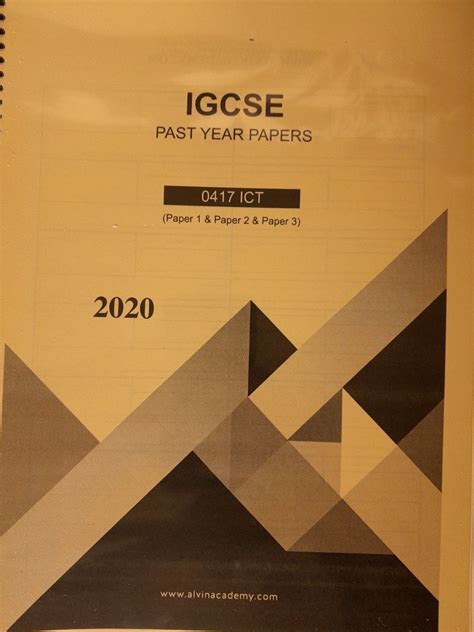 IGCSE
PAST YEAR PAPERS
0417 ICT
(Paper 1 & Paper 2 & Paper 3)
2020
www.alvinacademy.com